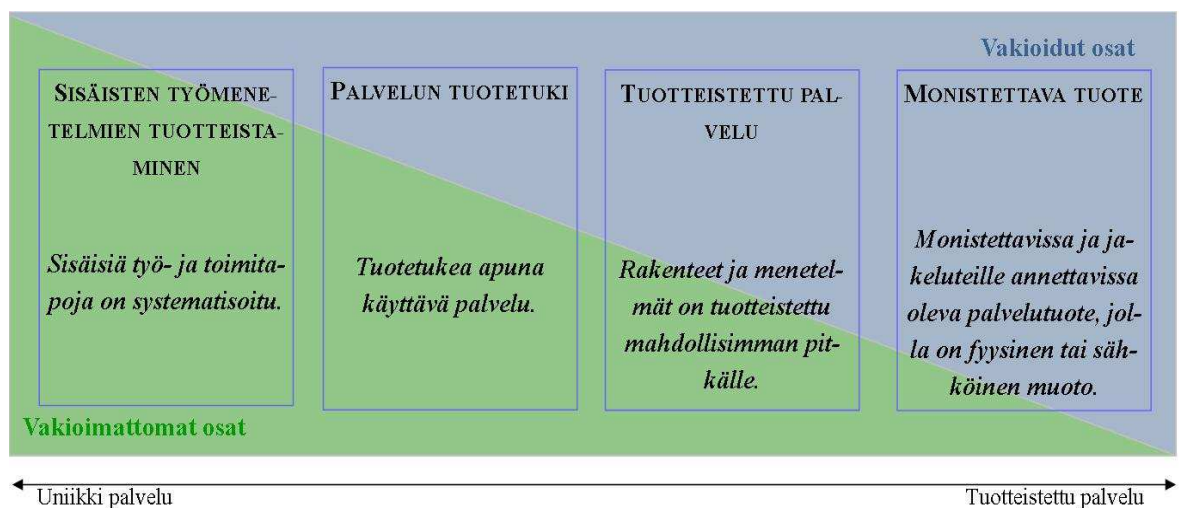 Vakioidut osat
SISÄISTEN TYÖMENE-
TELMIEN TUOTTEISTA-
MINEN
Sisäisiä työ- ja toimita-
poja on systematisoitu.
PALVELUN TUOTETUKI
Tuotetukea apuna
käyttävä palvelu.
TUOTTEISTETTU PAL-
VELU
Rakenteet ja menetel-
mät on tuotteistettu
mahdollisimman pit-
källe.
MONISTETTAVA TUOTE
Monistettavissa ja ja-
keluteille annettavissa
oleva palvelutuote, jol-
la on fyysinen tai säh-
köinen muoto.
Vakioimattomat osat
Uniikki palvelu
Tuotteistettu palvelu